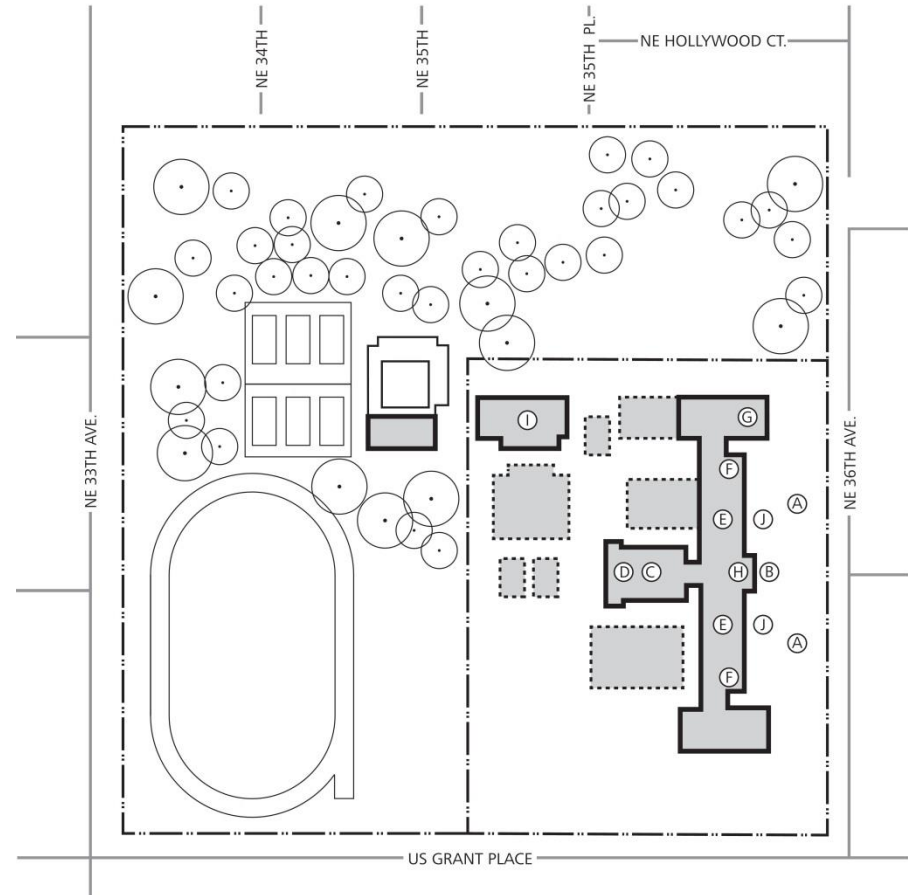 NE HOLLYWOOD CT.
NE 34TH
NE 35TH
NE 35TH PL.
NE 33TH AVE.
NE 36TH AVE.
G
I
F
A
E
J
D
C
H
B
E
J
A
F
US GRANT PLACE